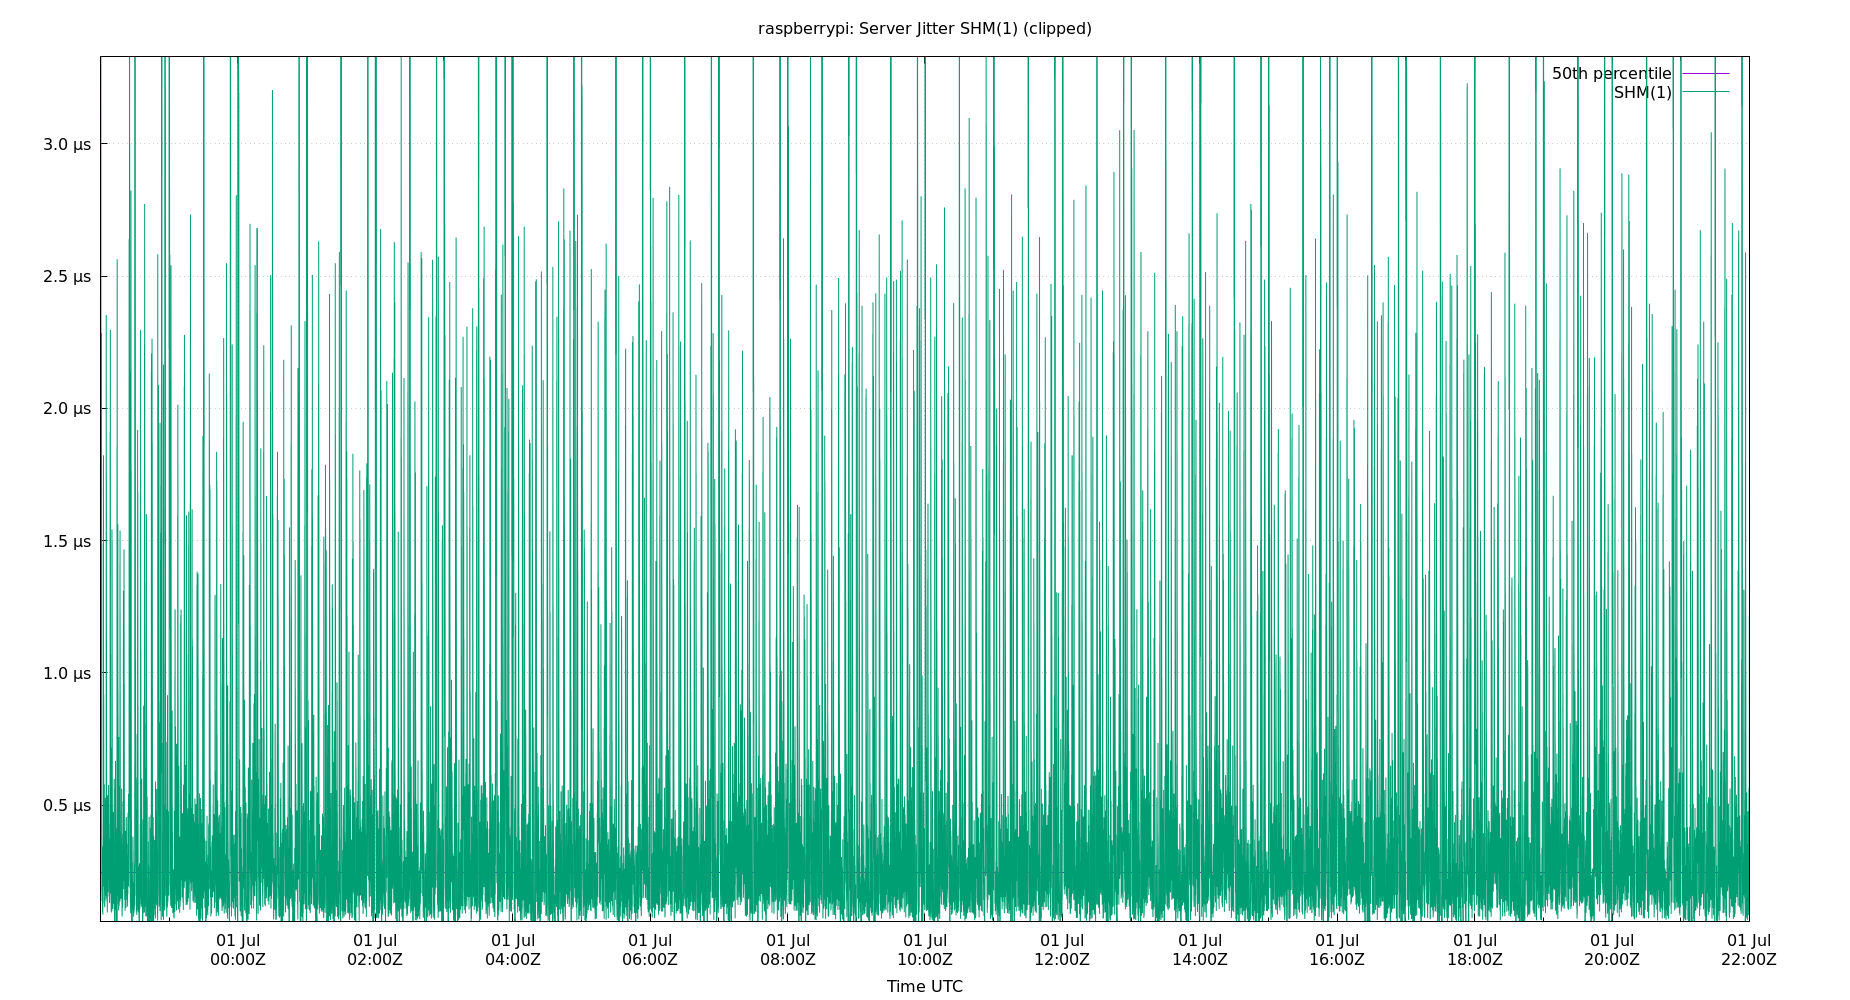 raspberrypi: Server Jitter SHM(1) (clipped)
50th percentile
SHM(1)
3.0 µs
2.5 µs
2.0 µs
1.5 µs
1.0 µs
0.5 µs
01 Jul 01 Jul 01 Jul 01 Jul 01 Jul 01 Jul 01 Jul 01 Jul 01 Jul 01 Jul 01 Jul 01 Jul
00:00Z 02:00Z 04:00Z 06:00Z 08:00Z 10:00Z 12:00Z 14:00Z 16:00Z 18:00Z 20:00Z 22:00Z
Time UTC